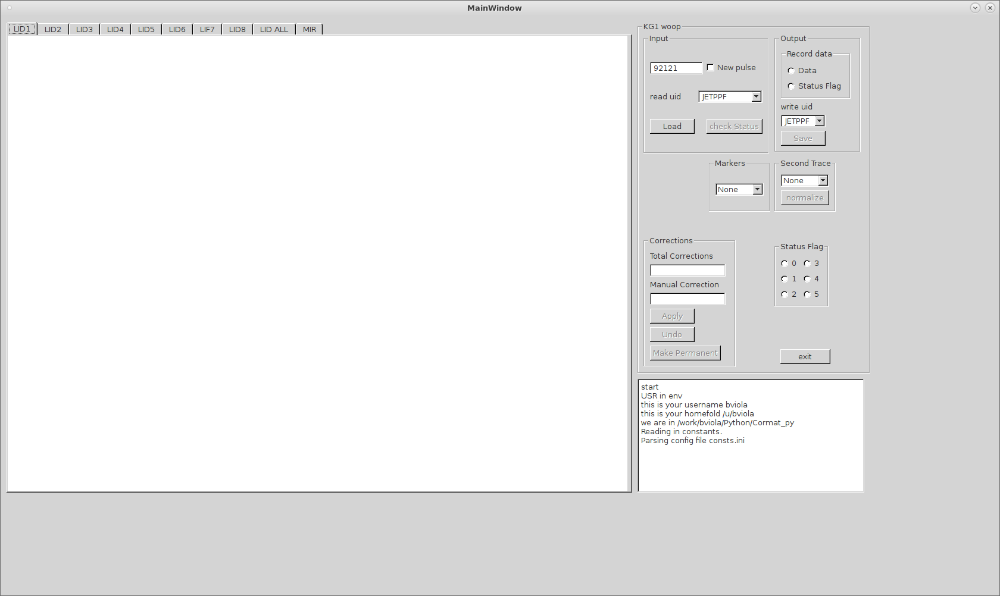 MainWindow
LID1 LID2 LID3 LID4 LID5 LID6 LIF7 LID8 LID ALL MIR
KG1 woop
Input
92121 New pulse
read uid JETPPF
Load check Status
Output
Record data
Data
Status Flag
write uid
JETPPF
Save
Markers
None
Second Trace
None
normalize
Corrections
Total Corrections
Manual Correction
Apply
Undo
Make Permanent
Status Flag
0 3
1 4
2 5
exit
start
USR in env
this is your username bviola
this is your homefold /u/bviola
we are in /work/bviola/Python/Cormat_py
Reading in constants.
Parsing config file consts.ini